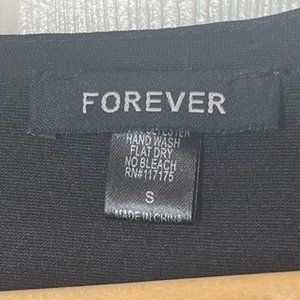 FOREVER
HAND WASH
FLAT DRY
NO BLEACH
RN#117175
S
MADE IN CHINA